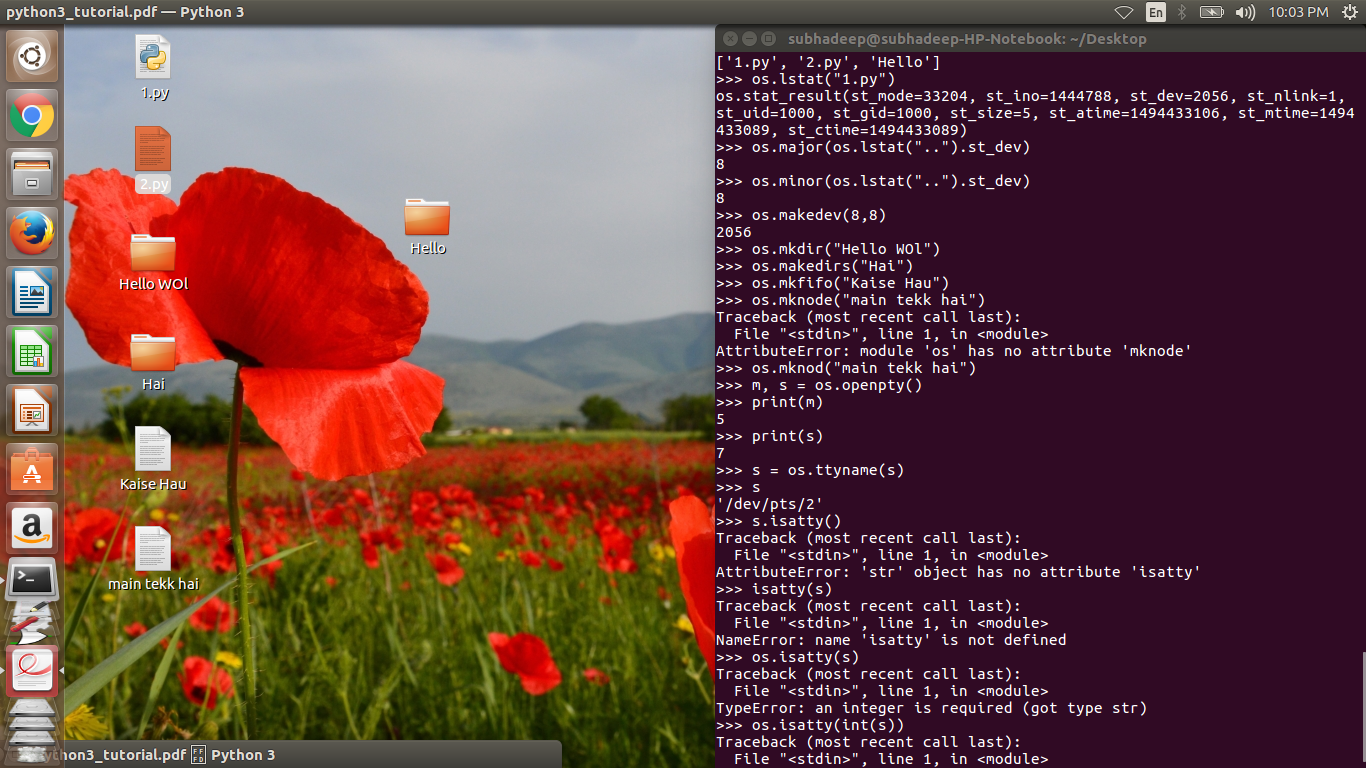 python3_tutorial.pdf — Python 3
En
10:03 PM
1.py
2.py
Hello
Hello WOl
Hai
Kaise Hau
main tekk hai
subhadeep@subhadeep-HP-Notebook: ~/Desktop
['1.py', '2.py', 'Hello']
>>> os.lstat("1.py")
os.stat_result(st_mode=33204, st_ino=1444788, st_dev=2056, st_nlink=1,
st_uid=1000, st_gid=1000, st_size=5, st_atime=1494433106, st_mtime=1494
433089, st_ctime=1494433089)
>>> os.major(os.lstat("..").st_dev)
8
>>> os.minor(os.lstat("..").st_dev)
8
>>> os.makedev(8,8)
2056
>>> os.mkdir("Hello WOl")
>>> os.makedirs("Hai")
>>> os.mkfifo("Kaise Hau")
>>> os.mknode("main tekk hai")
Traceback (most recent call last):
  File "<stdin>", line 1, in <module>
AttributeError: module 'os' has no attribute 'mknode'
>>> os.mknod("main tekk hai")
>>> m, s = os.openpty()
>>> print(m)
5
>>> print(s)
7
>>> s = os.ttyname(s)
>>> s
'/dev/pts/2'
>>> s.isatty()
Traceback (most recent call last):
  File "<stdin>", line 1, in <module>
AttributeError: 'str' object has no attribute 'isatty'
>>> isatty(s)
Traceback (most recent call last):
  File "<stdin>", line 1, in <module>
NameError: name 'isatty' is not defined
>>> os.isatty(s)
Traceback (most recent call last):
  File "<stdin>", line 1, in <module>
TypeError: an integer is required (got type str)
>>> os.isatty(int(s))
Traceback (most recent call last):
  File "<stdin>", line 1, in <module>
ython3_tutorial.pdf FFFD Python 3